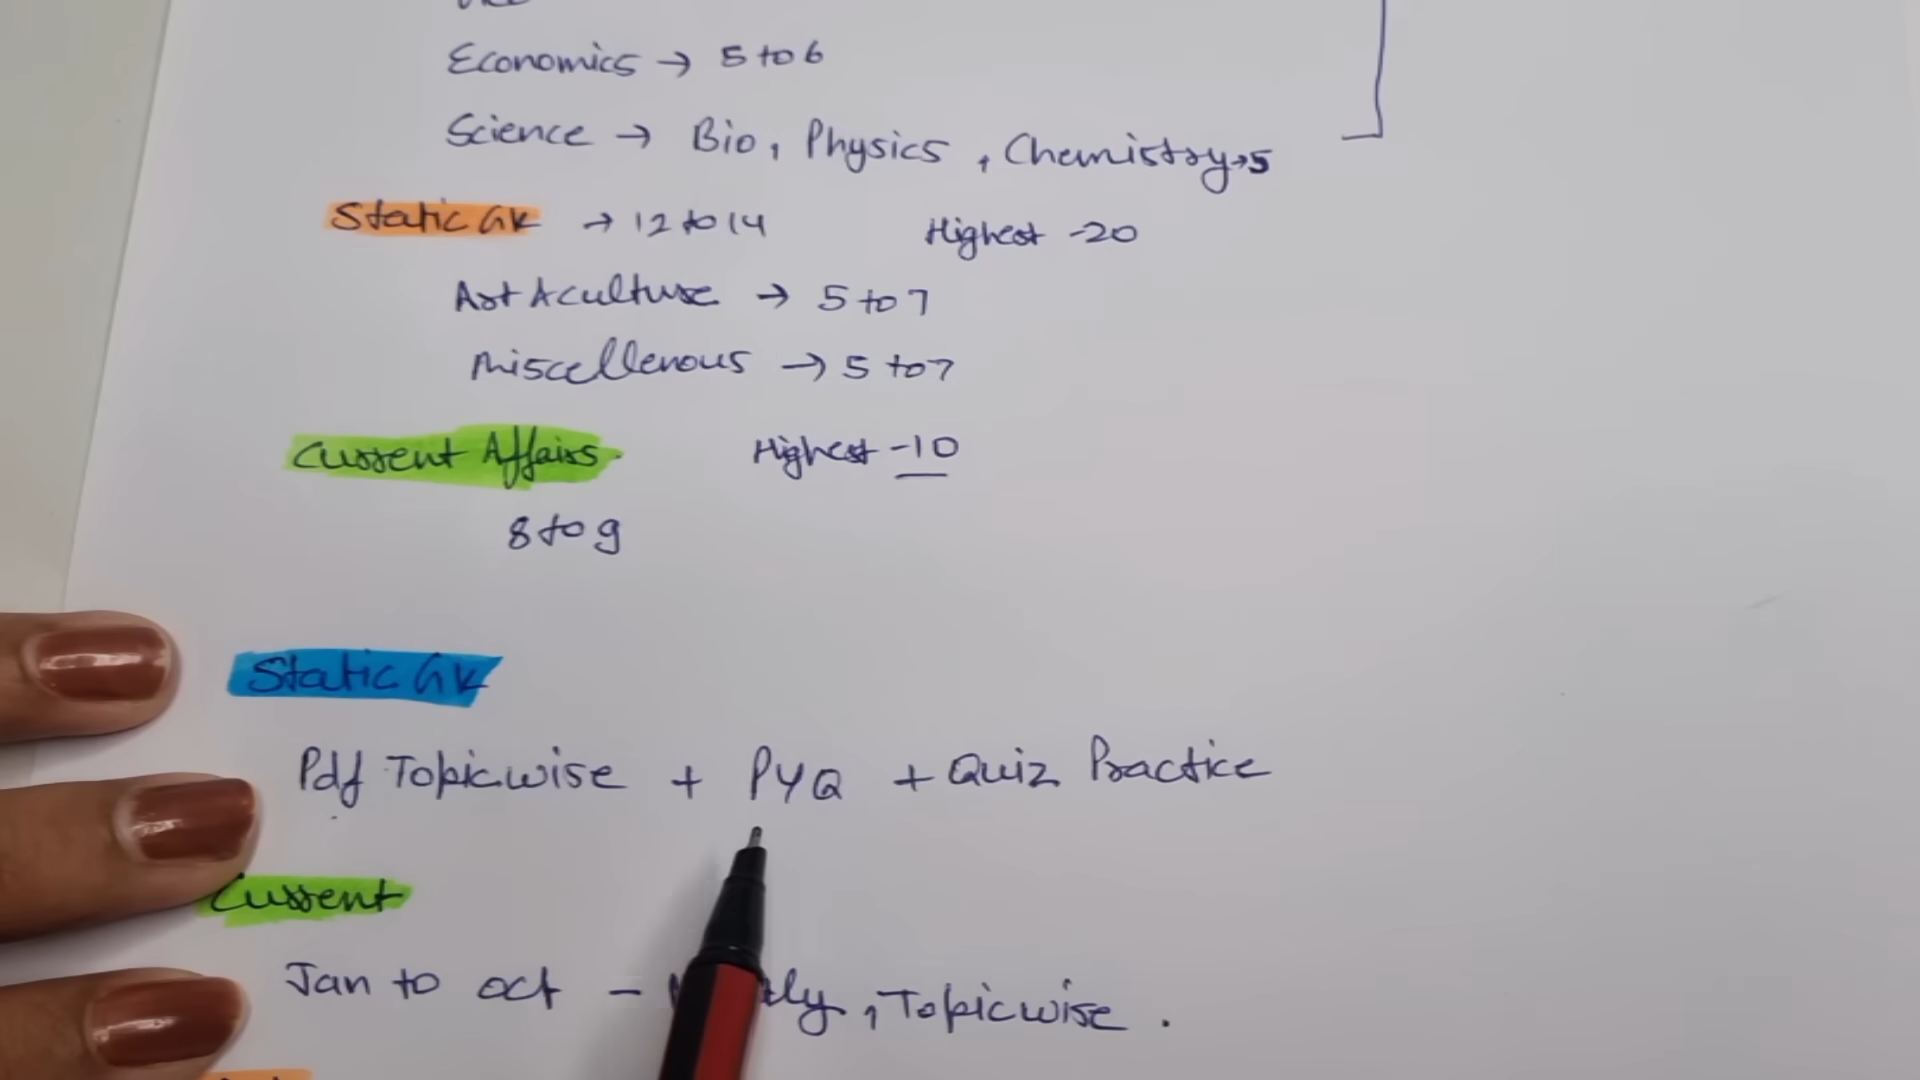 Economics → 5 to 6
Science → Bio, Physics, Chemistry → 5
Static GK → 12 to 14 Highest - 20
Art & Culture → 5 to 7
Miscellenous → 5 to 7
Current Affairs Highest - 10
8 to 9
Static GK
Pdf Topicwise + PYQ + Quiz Practice
Current
Jan to oct - , Topicwise.